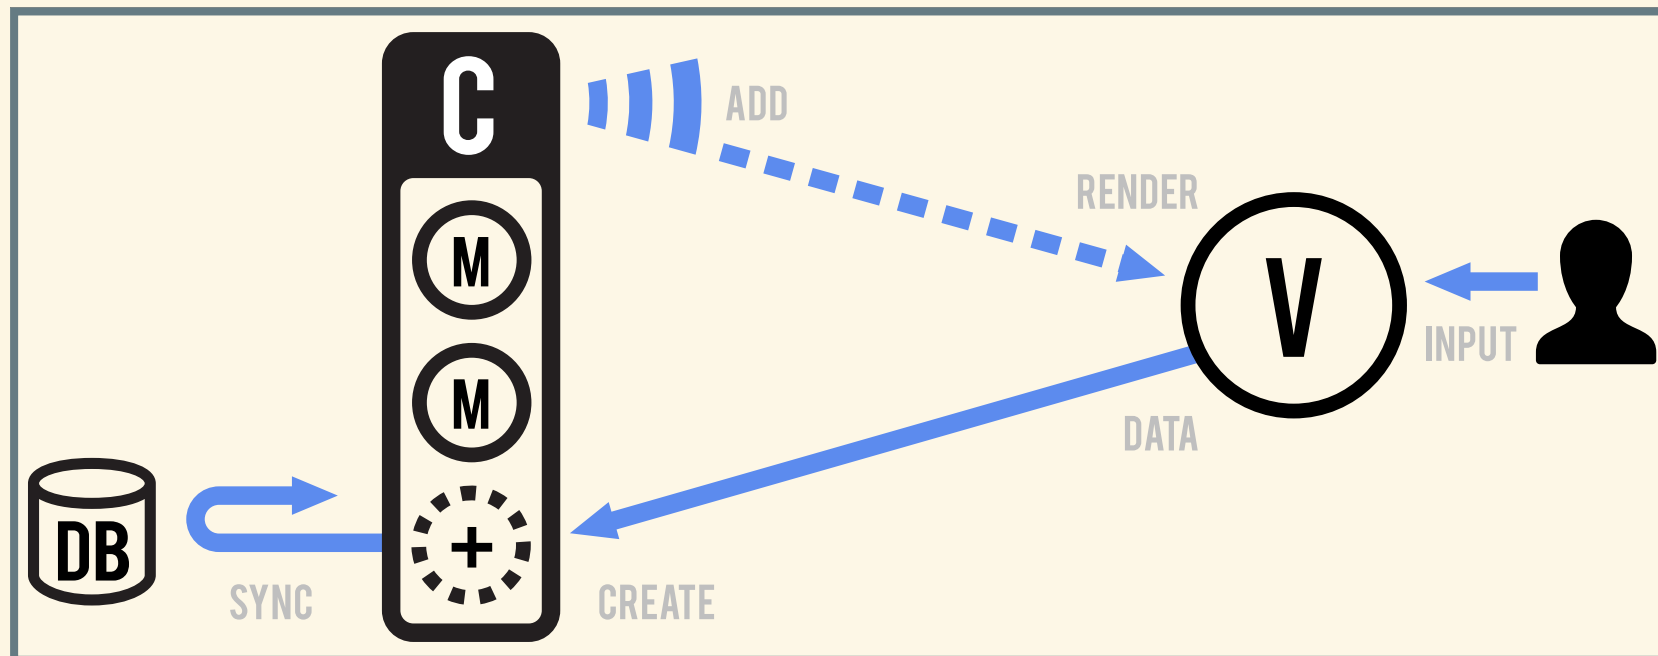 C
ADD
RENDER
M
V
INPUT
M
DATA
DB
+
SYNC
CREATE